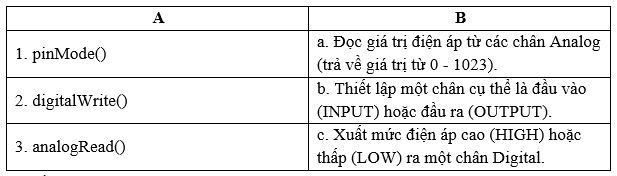 A
B
1. pinMode()
a. Đọc giá trị điện áp từ các chân Analog
(trả về giá trị từ 0 - 1023).
2. digitalWrite()
b. Thiết lập một chân cụ thể là đầu vào
(INPUT) hoặc đầu ra (OUTPUT).
3. analogRead()
c. Xuất mức điện áp cao (HIGH) hoặc
thấp (LOW) ra một chân Digital.